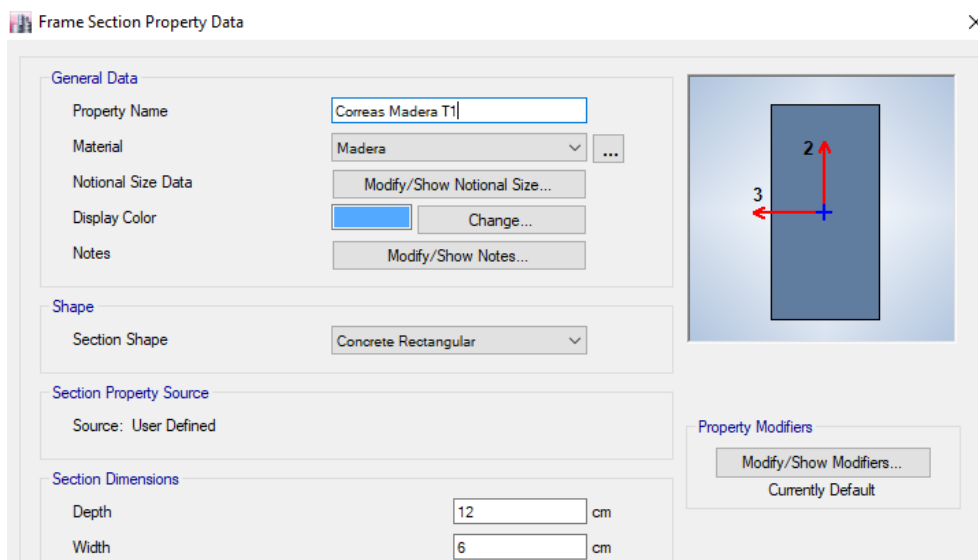 Frame Section Property Data
General Data
Property Name Correas Madera T1
Material Madera ...
Notional Size Data Modify/Show Notional Size...
Display Color Change...
Notes Modify/Show Notes...
Shape
Section Shape Concrete Rectangular
Section Property Source
Source: User Defined
Section Dimensions
Depth 12 cm
Width 6 cm
2
3
Property Modifiers
Modify/Show Modifiers...
Currently Default